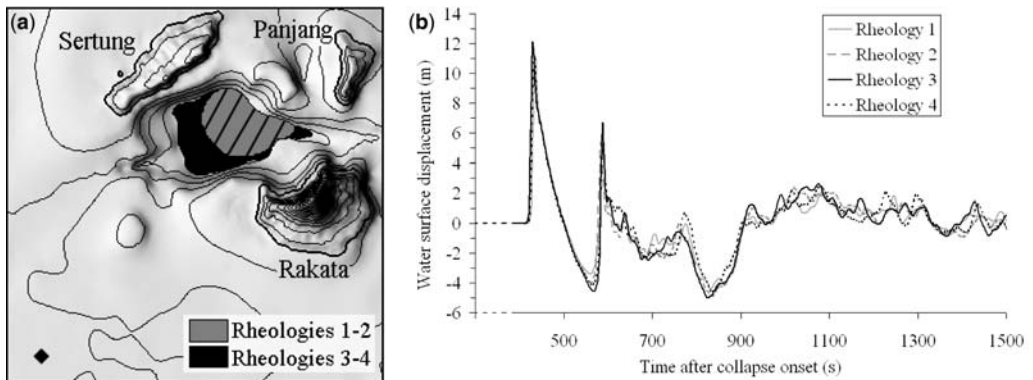 (a)
Sertung
Panjang
Rakata
Rheologies 1-2
Rheologies 3-4
(b)
14
12
10
8
6
4
2
0
-2
-4
-6
Water surface displacement (m)
500 700 900 1100 1300 1500
Time after collapse onset (s)
Rheology 1
Rheology 2
Rheology 3
Rheology 4